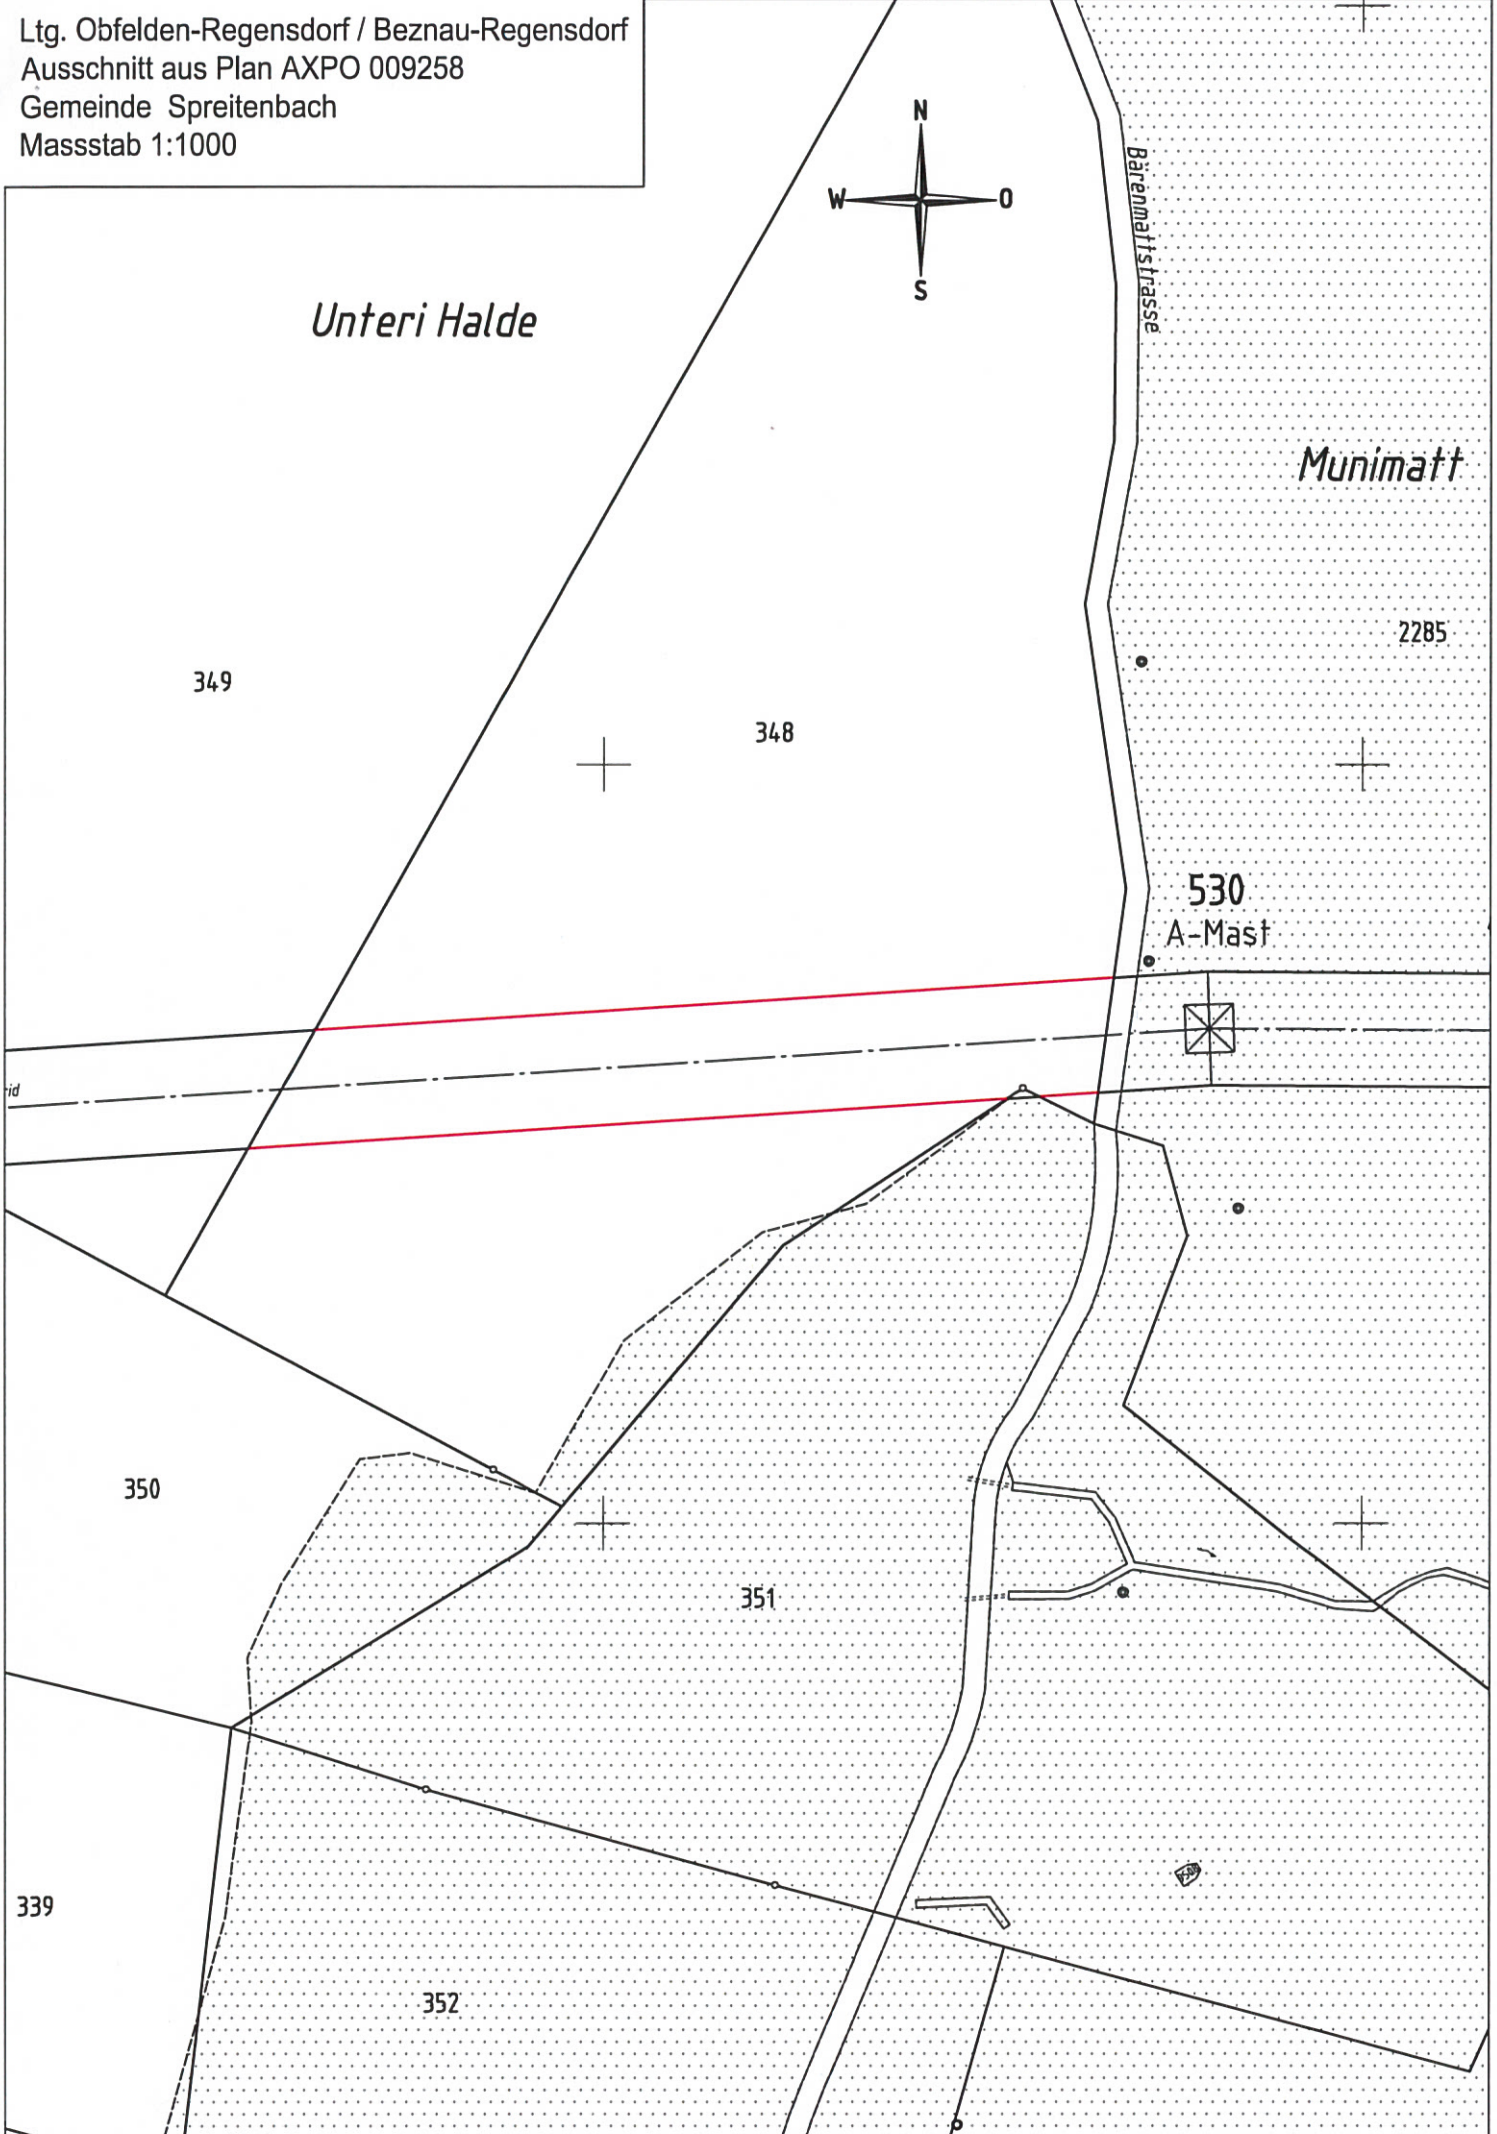 Ltg. Obfelden-Regensdorf / Beznau-Regensdorf
Ausschnitt aus Plan AXPO 009258
Gemeinde Spreitenbach
Massstab 1:1000
N
W
O
S
Bärenmattstrasse
Unteri Halde
Munimatt
2285
349
348
530
A-Mast
rid
350
351
339
352